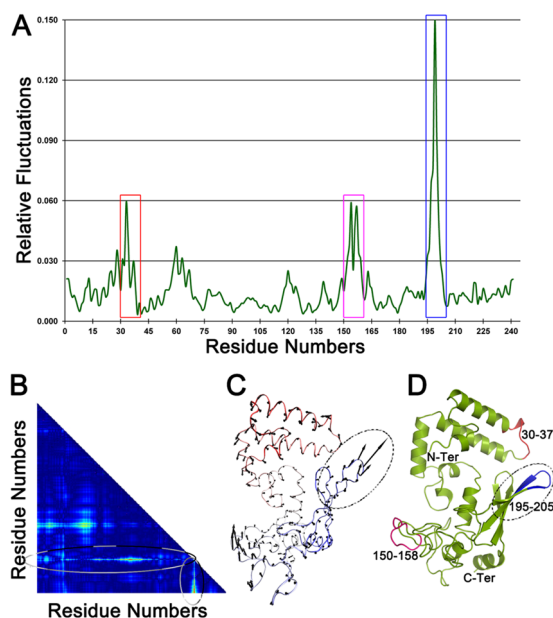 A
Relative Fluctuations
0.150
0.120
0.090
0.060
0.030
0.000
1 15 30 45 60 75 90 105 120 135 150 165 180 195 210 225 240
Residue Numbers
B
Residue Numbers
Residue Numbers
C
D
30-37
N-Ter
195-205
150-158
C-Ter